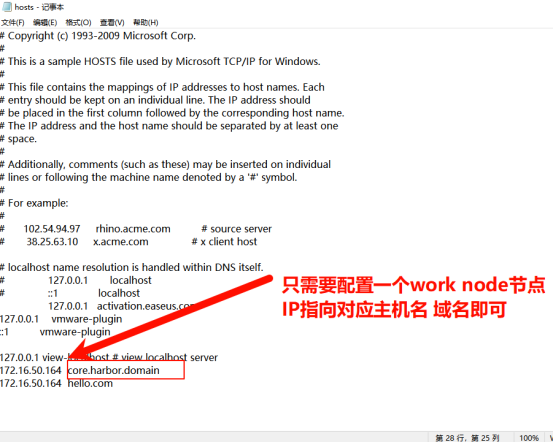 hosts - 记事本
文件(F) 编辑(E) 格式(O) 查看(V) 帮助(H)
# Copyright (c) 1993-2009 Microsoft Corp.
#
# This is a sample HOSTS file used by Microsoft TCP/IP for Windows.
#
# This file contains the mappings of IP addresses to host names. Each
# entry should be kept on an individual line. The IP address should
# be placed in the first column followed by the corresponding host name.
# The IP address and the host name should be separated by at least one
# space.
#
# Additionally, comments (such as these) may be inserted on individual
# lines or following the machine name denoted by a '#' symbol.
#
# For example:
#
# 102.54.94.97 rhino.acme.com # source server
# 38.25.63.10 x.acme.com # x client host
# localhost name resolution is handled within DNS itself.
# 127.0.0.1 localhost
# ::1 localhost
127.0.0.1 activation.easeus.com
127.0.0.1 vmware-plugin
::1 vmware-plugin
只需要配置一个work node节点
IP指向对应主机名 域名即可
127.0.0.1 view-localhost # view localhost server
172.16.50.164 core.harbor.domain
172.16.50.164 hello.com
第 28 行，第 25 列 100%